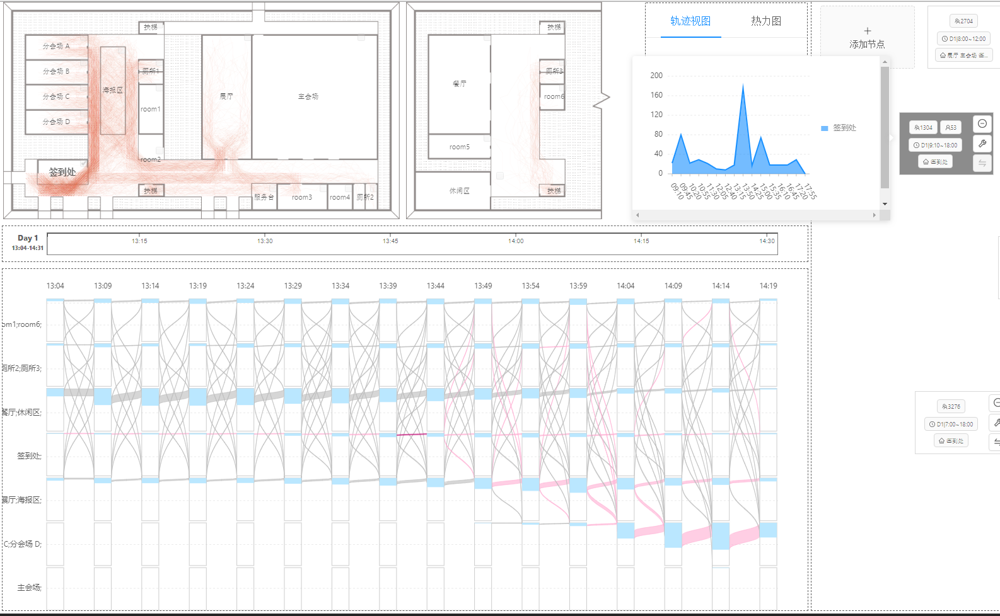 扶梯
分会场 A
分会场 B
分会场 C
分会场 D
海报区
厕所1
room1
room2
展厅
主会场
签到处
扶梯
服务台
room3
room4
厕所2
扶梯
餐厅
厕所3
room6
room5
休闲区
扶梯
轨迹视图
热力图
200
160
120
80
40
0
09:10
09:45
10:20
10:55
11:30
12:05
12:40
13:15
13:50
14:25
15:00
15:35
16:10
16:45
17:20
17:55
签到处
添加节点
2704
D1|8:00~12:00
展厅 主会场 签...
1304
53
D1|9:10~18:00
签到处
3276
D1|7:00~18:00
签到处
Day 1
13:04-14:31
13:15
13:30
13:45
14:00
14:15
14:30
13:04
13:09
13:14
13:19
13:24
13:29
13:34
13:39
13:44
13:49
13:54
13:59
14:04
14:09
14:14
14:19
om1;room6;
厕所2;厕所3;
餐厅;休闲区;
签到处;
展厅;海报区;
C;分会场 D;
主会场;